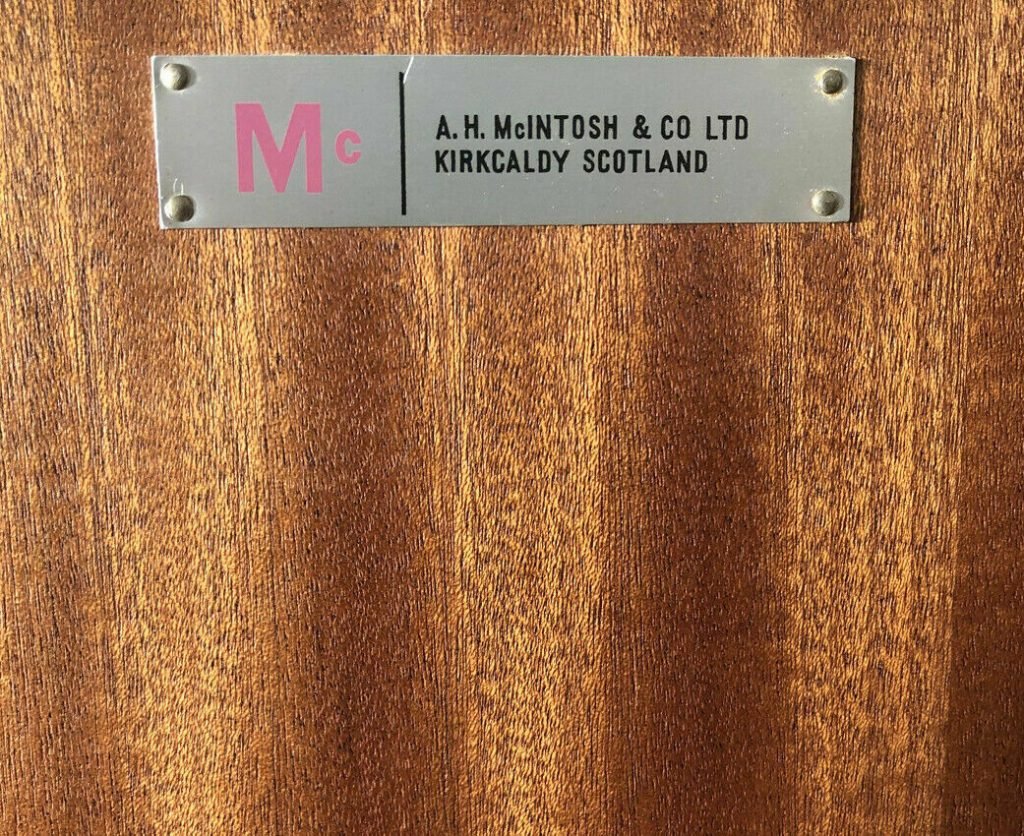 Mc
A. H. McINTOSH & CO LTD
KIRKCALDY SCOTLAND